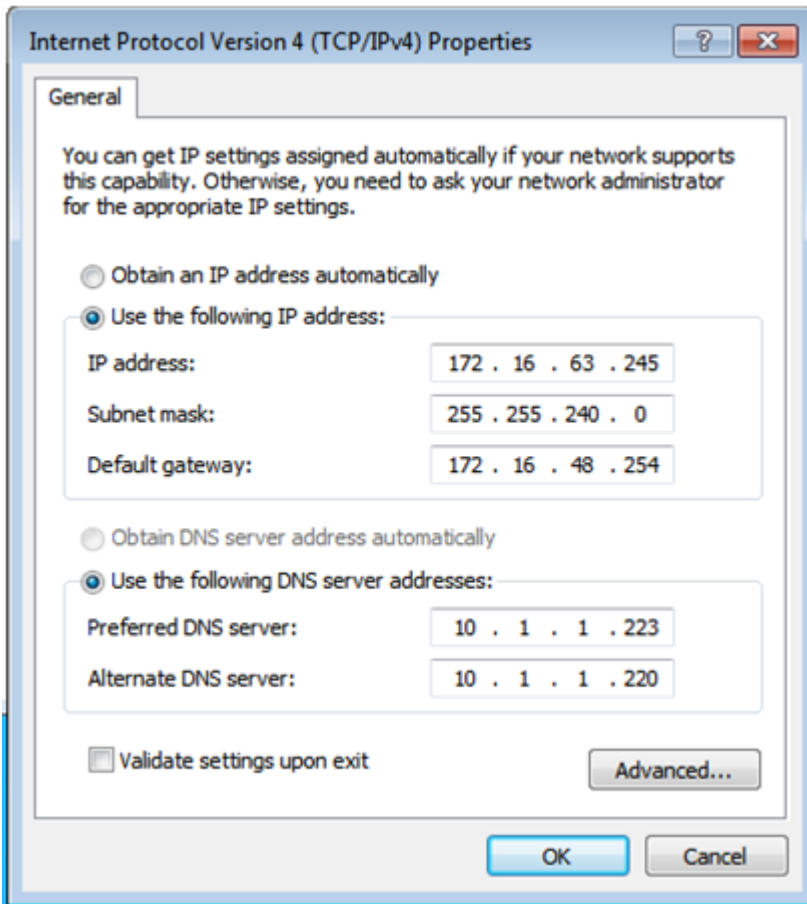 Internet Protocol Version 4 (TCP/IPv4) Properties
?
General
You can get IP settings assigned automatically if your network supports
this capability. Otherwise, you need to ask your network administrator
for the appropriate IP settings.
Obtain an IP address automatically
Use the following IP address:
IP address: 172 . 16 . 63 . 245
Subnet mask: 255 . 255 . 240 . 0
Default gateway: 172 . 16 . 48 . 254
Obtain DNS server address automatically
Use the following DNS server addresses:
Preferred DNS server: 10 . 1 . 1 . 223
Alternate DNS server: 10 . 1 . 1 . 220
Validate settings upon exit
Advanced...
OK Cancel